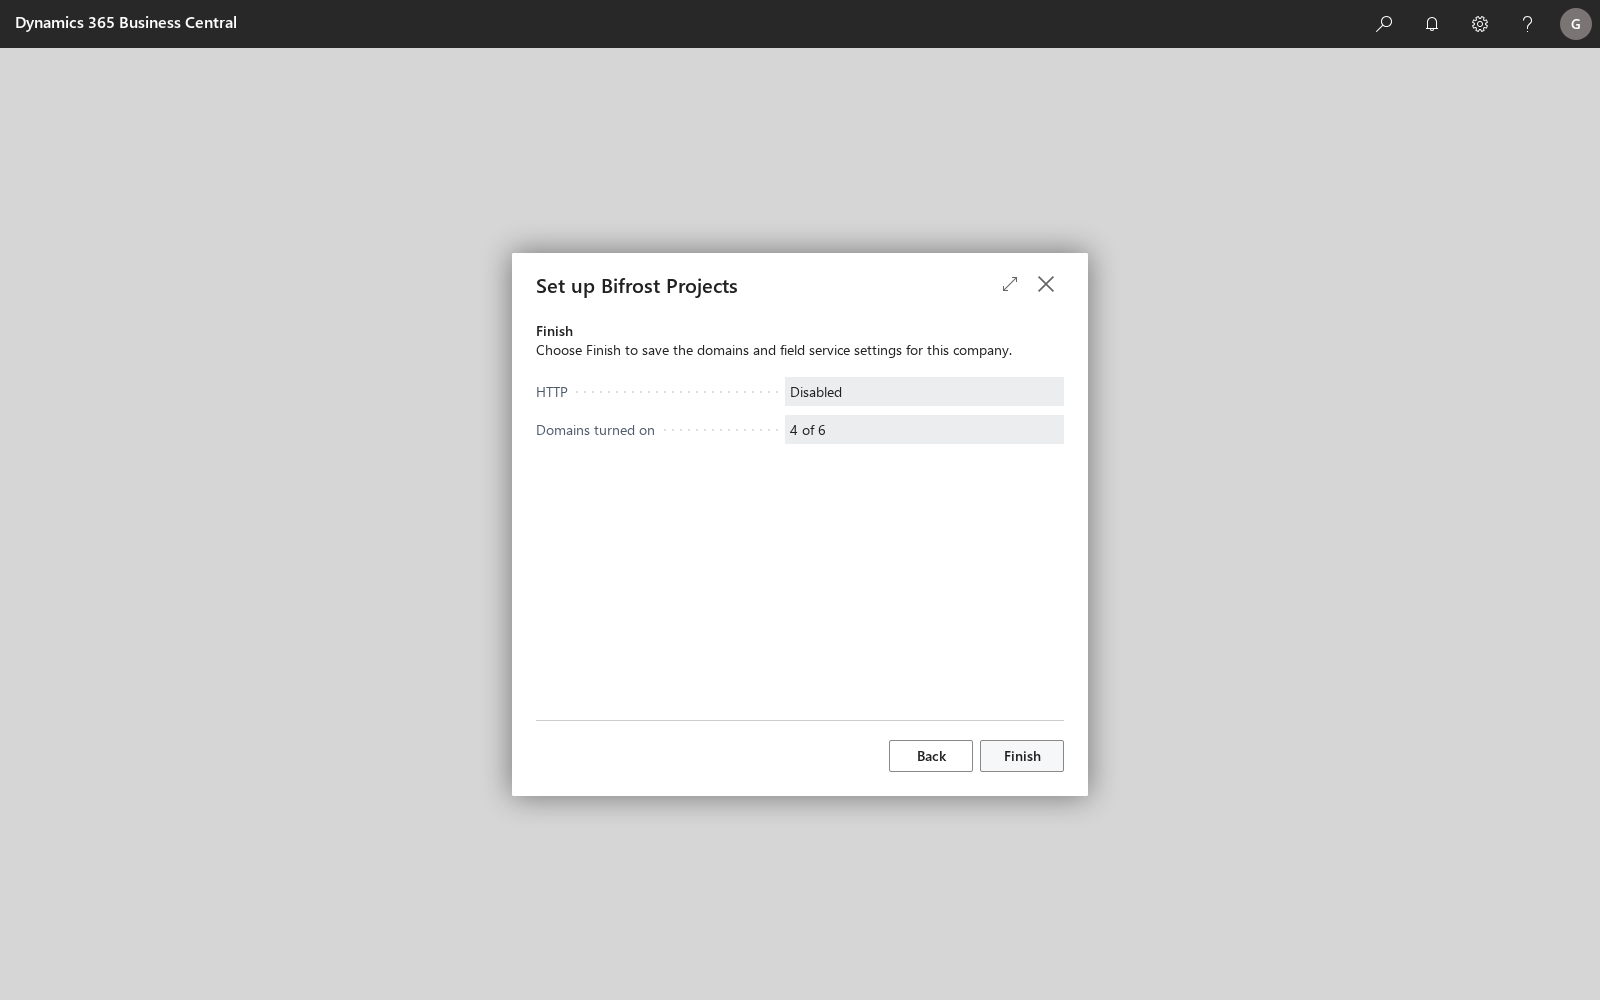 Dynamics 365 Business Central
G
Set up Bifrost Projects
Finish
Choose Finish to save the domains and field service settings for this company.
HTTP Disabled
Domains turned on 4 of 6
Back Finish